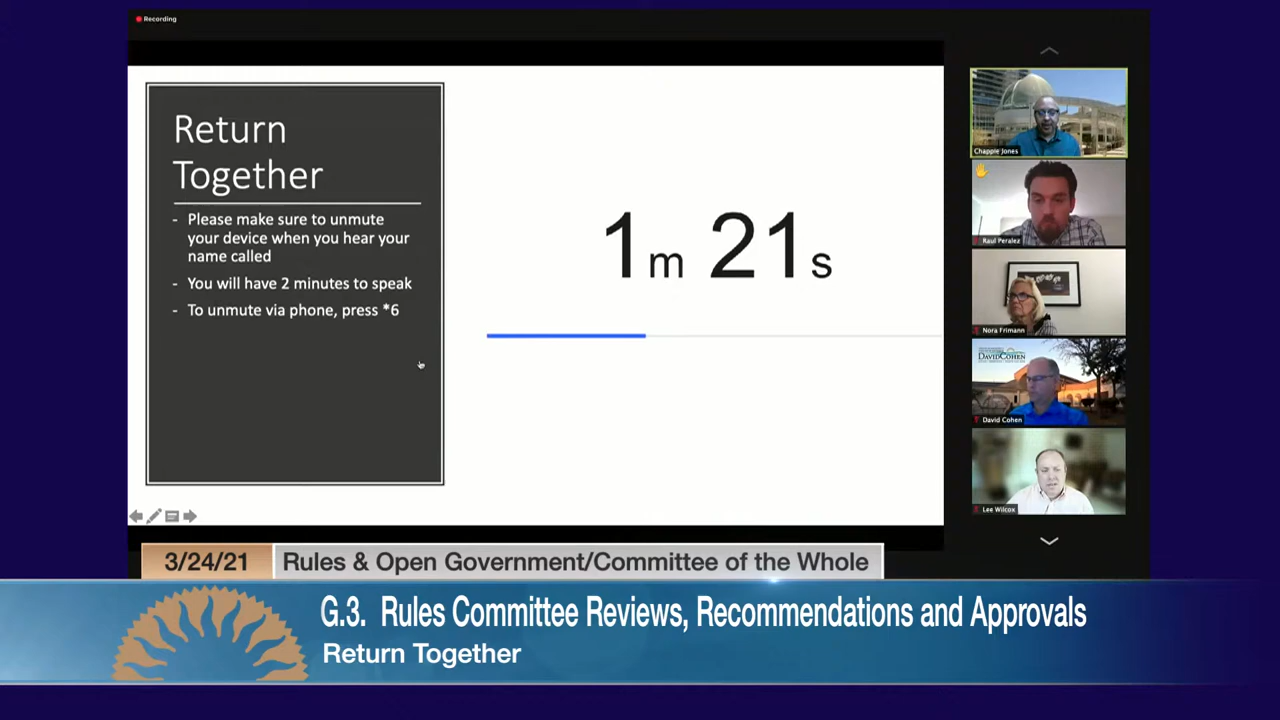 Recording
Return
Together
- Please make sure to unmute
your device when you hear your
name called
- You will have 2 minutes to speak
- To unmute via phone, press *6
1m 21s
Chappie Jones
Raul Peralez
Nora Frimann
DAVID COHEN
David Cohen
Lee Wilcox
3/24/21
Rules & Open Government/Committee of the Whole
G.3. Rules Committee Reviews, Recommendations and Approvals
Return Together